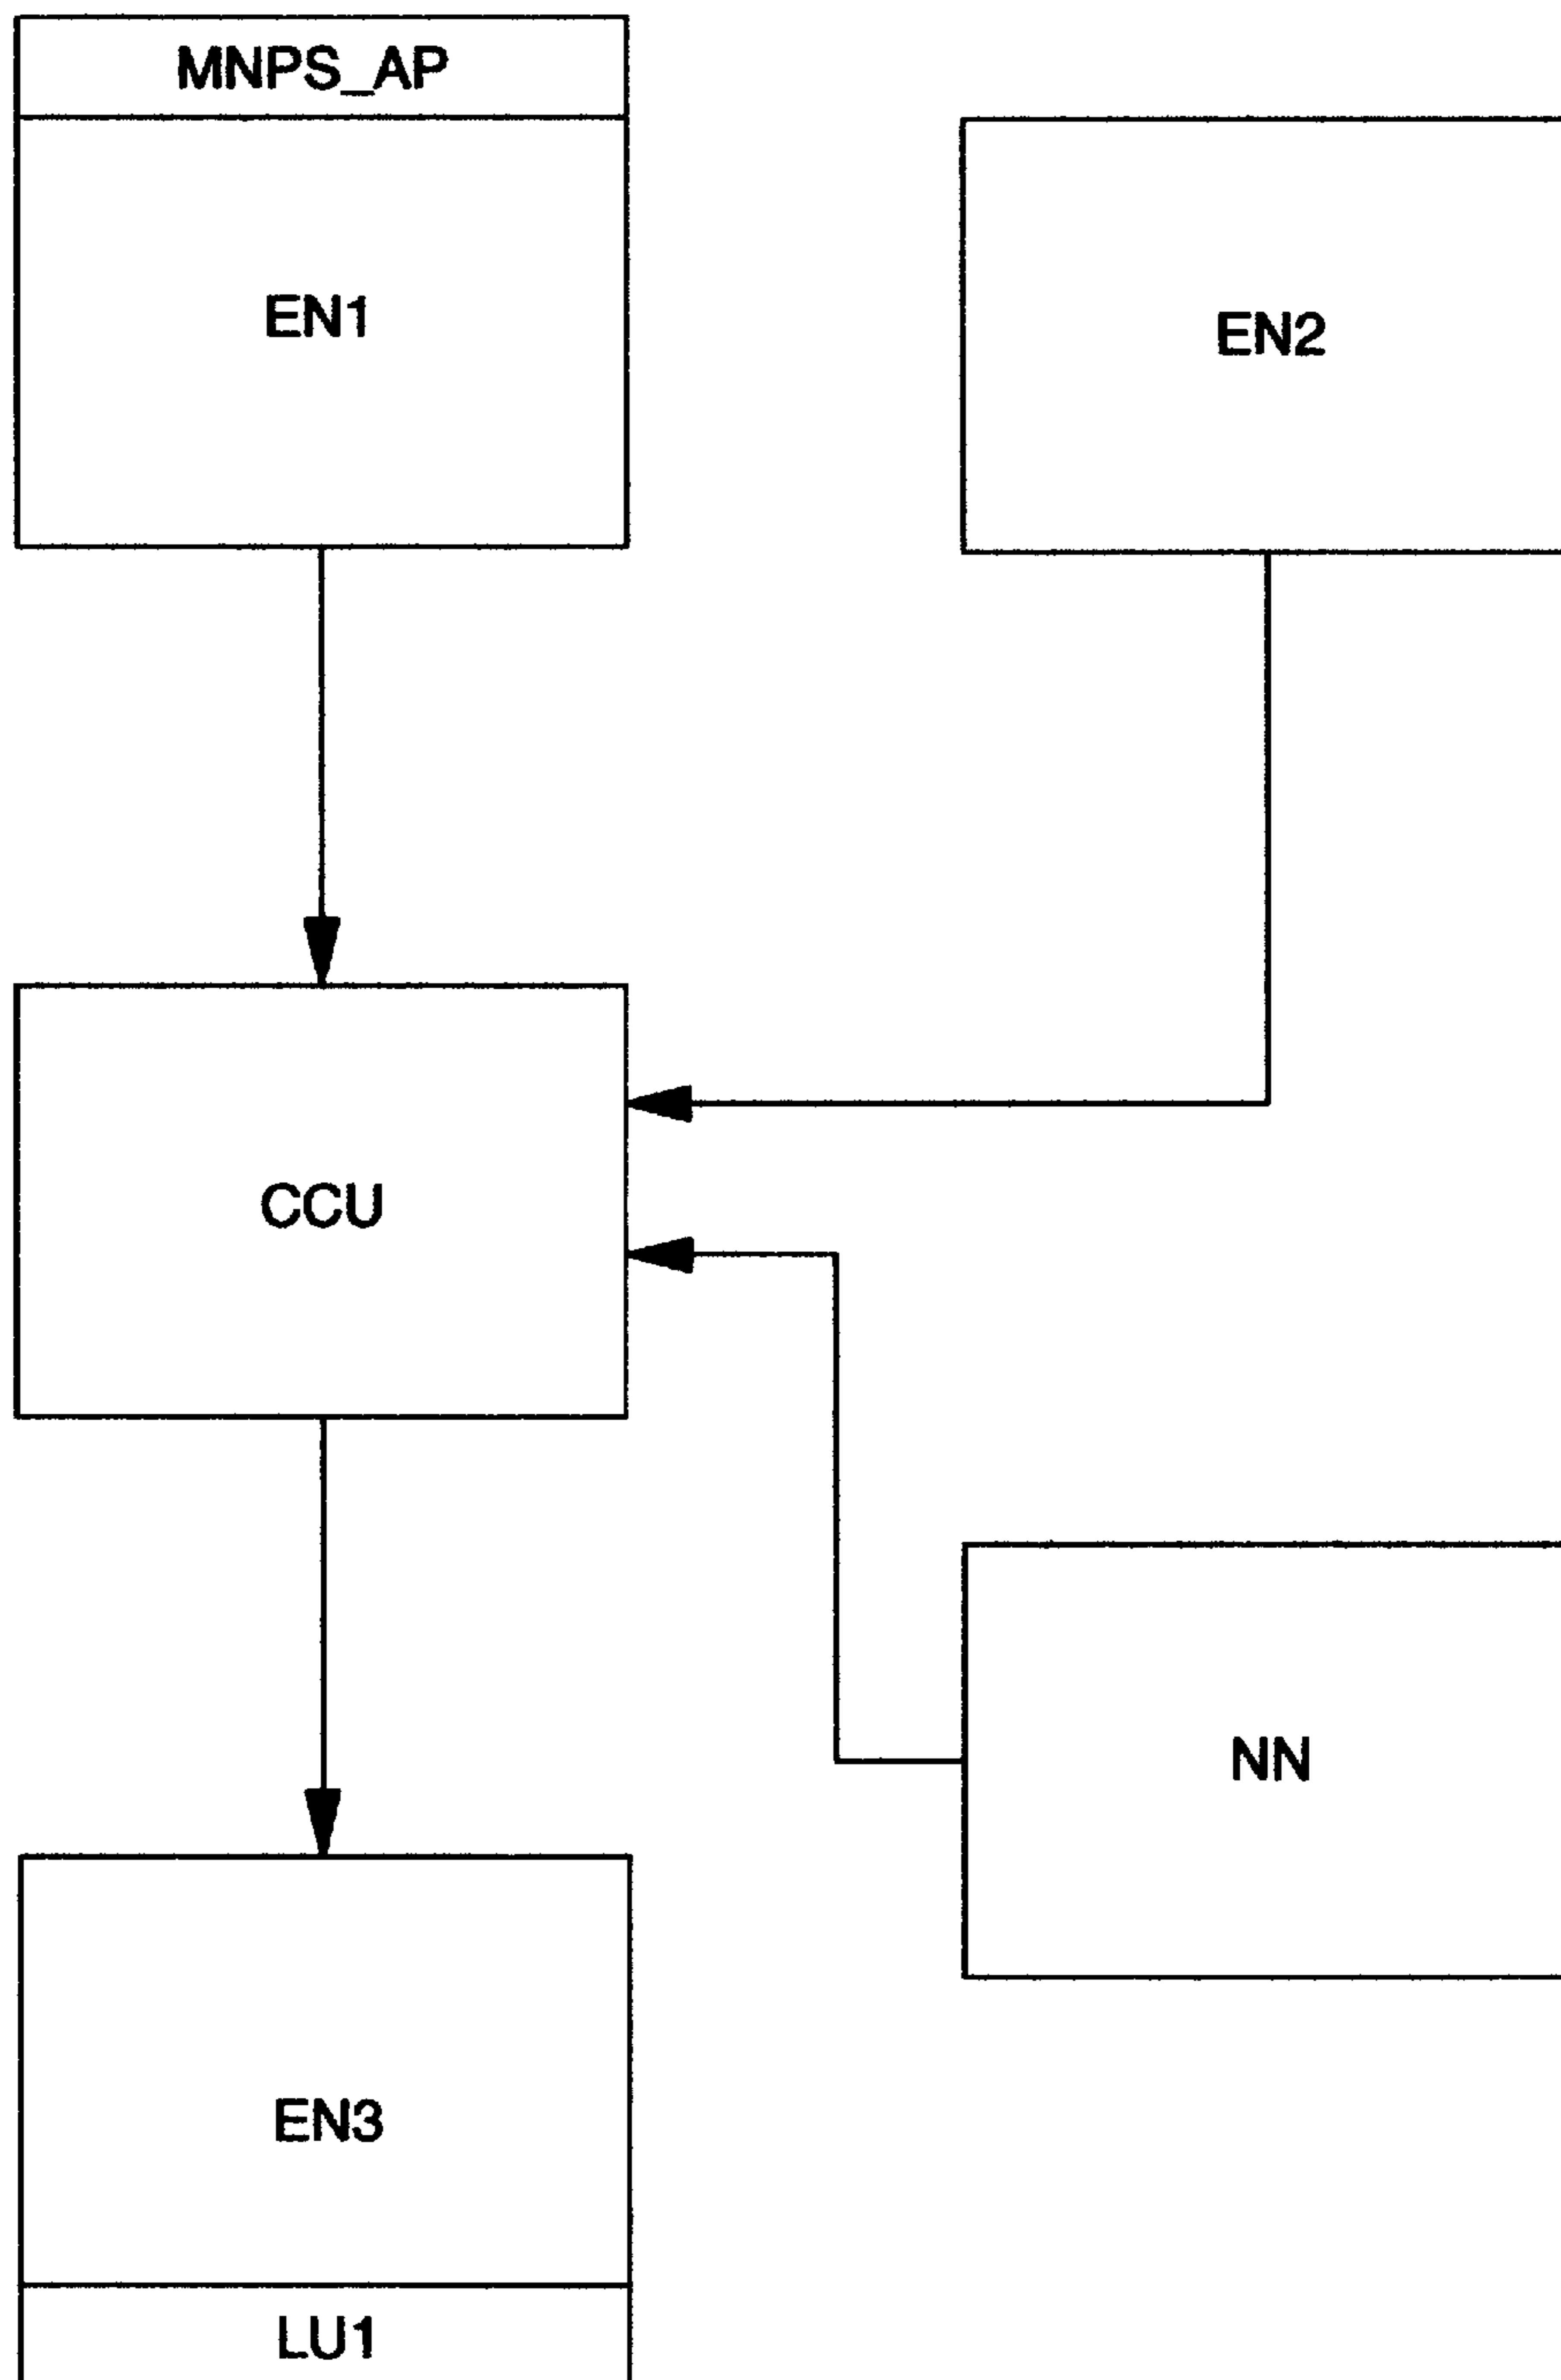 MNPS_AP
EN1
EN2
CCU
NN
EN3
LU1